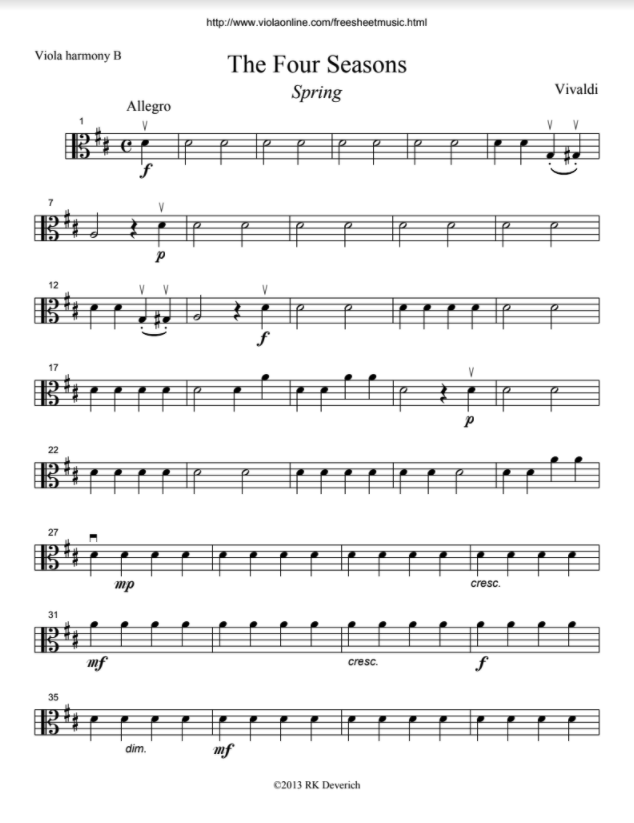 http://www.violaonline.com/freesheetmusic.html
Viola harmony B
The Four Seasons
Spring
Vivaldi
Allegro
1
f
7
p
12
f
17
p
22
27
mp
cresc.
31
mf
cresc.
f
35
dim.
mf
©2013 RK Deverich